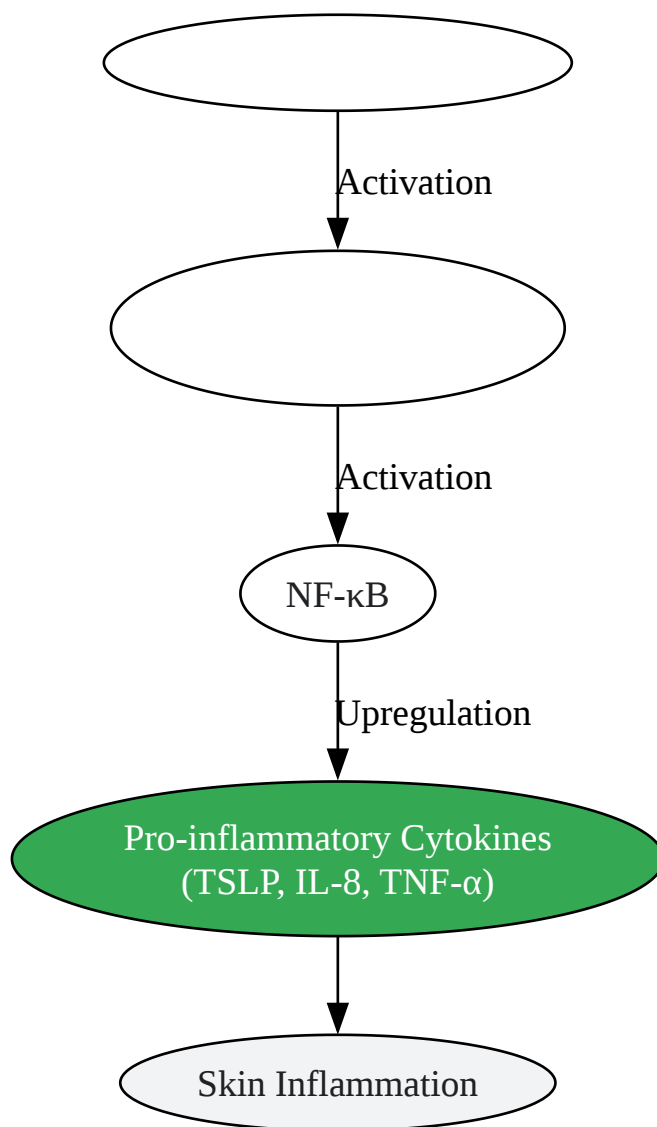 Activation
Activation
NF-κB
Upregulation
Pro-inflammatory Cytokines
(TSLP, IL-8, TNF-α)
Skin Inflammation